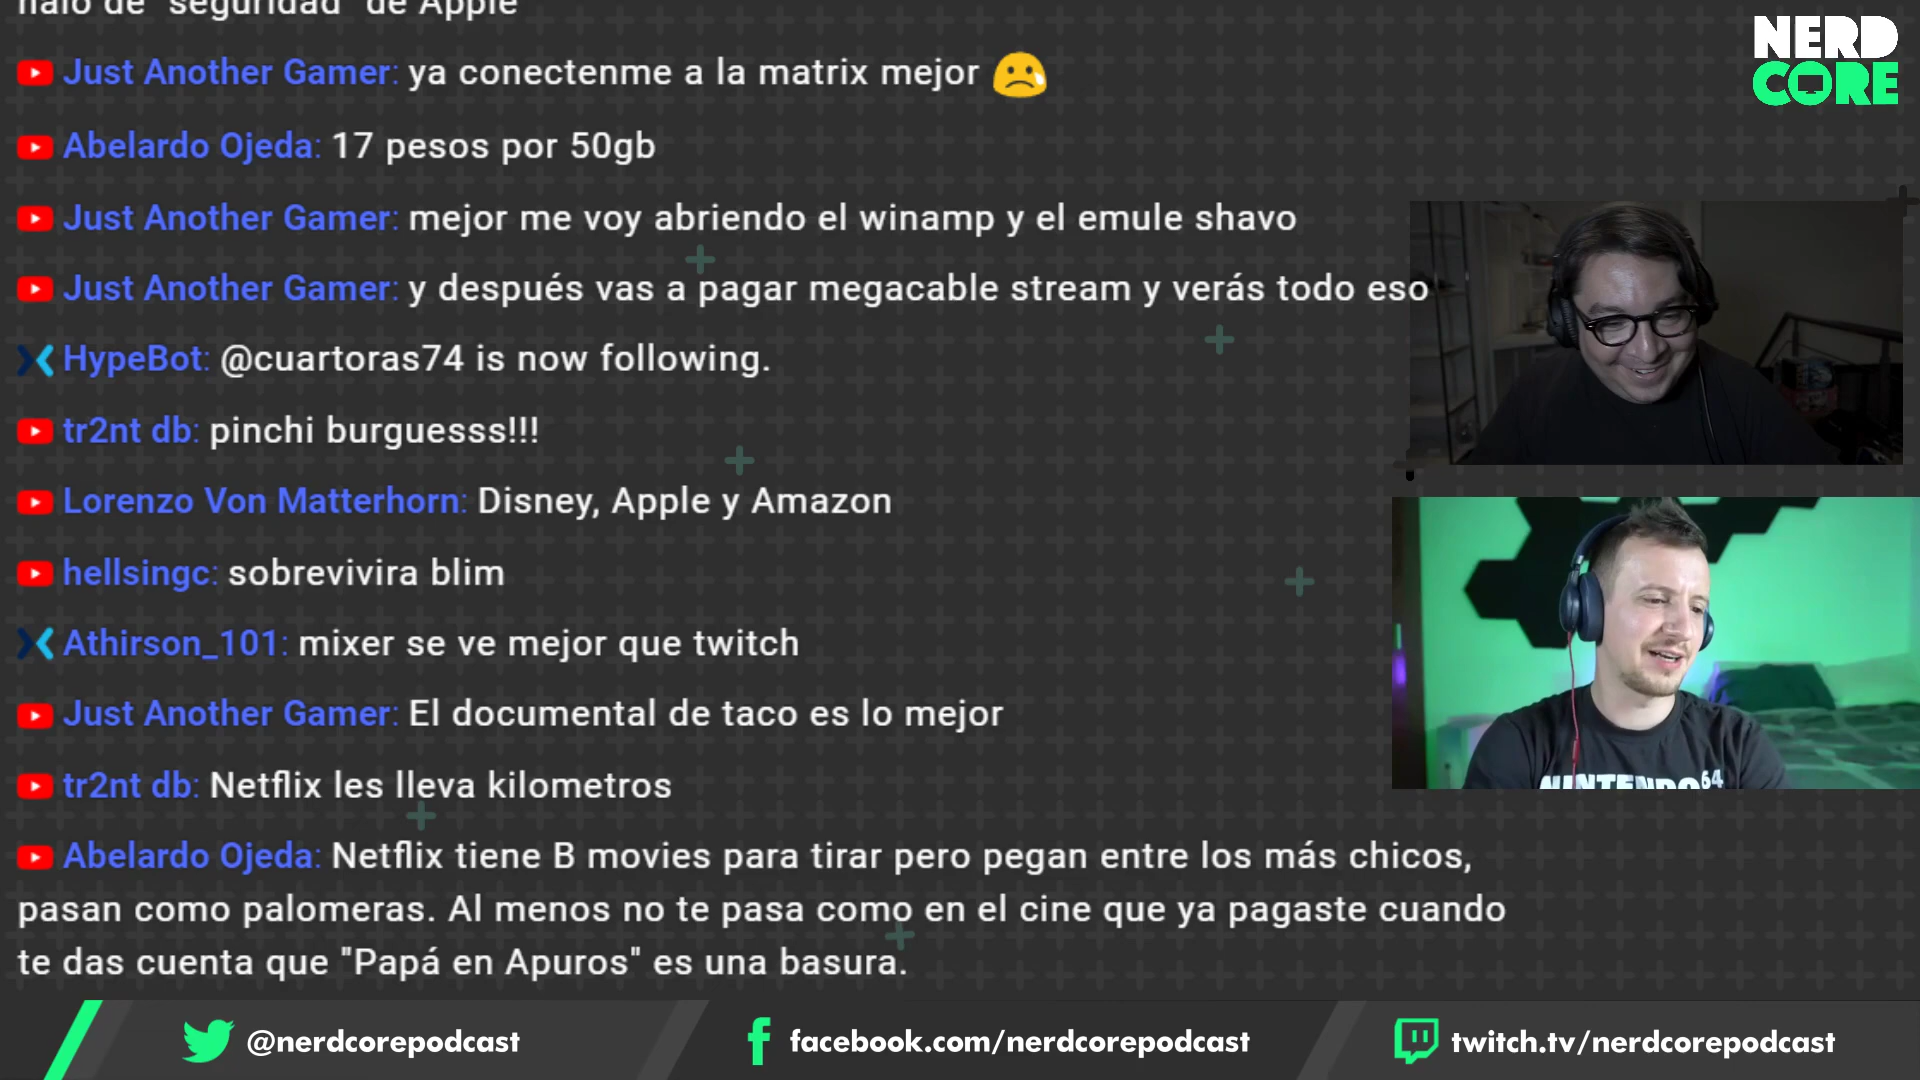 halo de "seguridad" de Apple
NERD
CORE
Just Another Gamer: ya conectenme a la matrix mejor
Abelardo Ojeda: 17 pesos por 50gb
Just Another Gamer: mejor me voy abriendo el winamp y el emule shavo
Just Another Gamer: y después vas a pagar megacable stream y verás todo eso
HypeBot: @cuartoras74 is now following.
tr2nt db: pinchi burguesss!!!
Lorenzo Von Matterhorn: Disney, Apple y Amazon
hellsingc: sobrevivira blim
Athirson_101: mixer se ve mejor que twitch
Just Another Gamer: El documental de taco es lo mejor
tr2nt db: Netflix les lleva kilometros
NINTENDO64
Abelardo Ojeda: Netflix tiene B movies para tirar pero pegan entre los más chicos,
pasan como palomeras. Al menos no te pasa como en el cine que ya pagaste cuando
te das cuenta que "Papá en Apuros" es una basura.
@nerdcorepodcast
facebook.com/nerdcorepodcast
twitch.tv/nerdcorepodcast